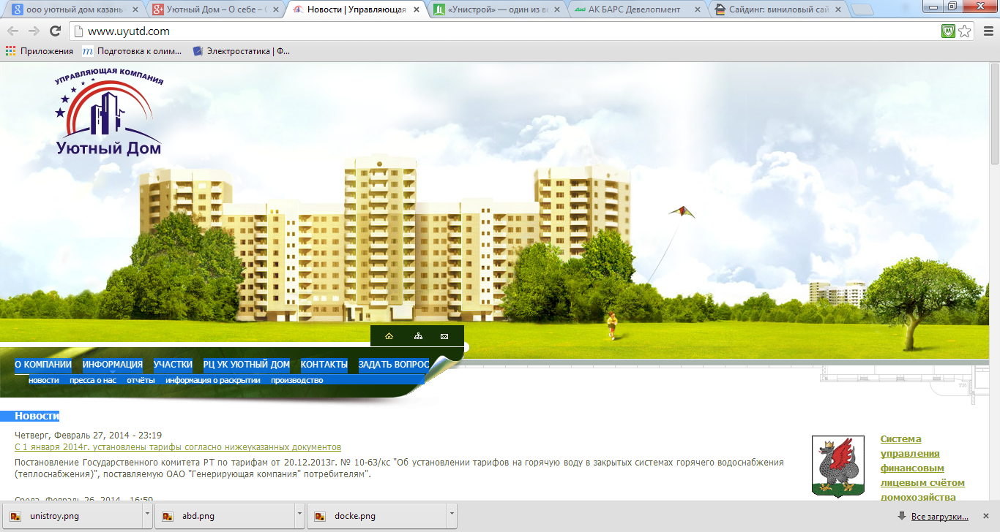 ооо уютный дом казань
Уютный Дом – О себе –
Новости | Управляющая
«Унистрой» — один из в
АК БАРС Девелопмент
Сайдинг: виниловый сай
www.uyutd.com
Приложения
Подготовка к олим...
Электростатика | Ф...
УПРАВЛЯЮЩАЯ КОМПАНИЯ
Уютный Дом
О КОМПАНИИ ИНФОРМАЦИЯ УЧАСТКИ РЦ УК УЮТНЫЙ ДОМ КОНТАКТЫ ЗАДАТЬ ВОПРОС
новости пресса о нас отчёты информация о раскрытии производство
Новости
Четверг, Февраль 27, 2014 - 23:19
С 1 января 2014г. установлены тарифы согласно нижеуказанных документов
Постановление Государственного комитета РТ по тарифам от 20.12.2013г. № 10-63/кс "Об установлении тарифов на горячую воду в закрытых системах горячего водоснабжения
(теплоснабжения)", поставляемую ОАО "Генерирующая компания" потребителям".
Среда, Февраль 26, 2014 - 16:59
Система
управления
финансовым
лицевым счётом
домохозяйства
unistroy.png
abd.png
docke.png
Все загрузки...